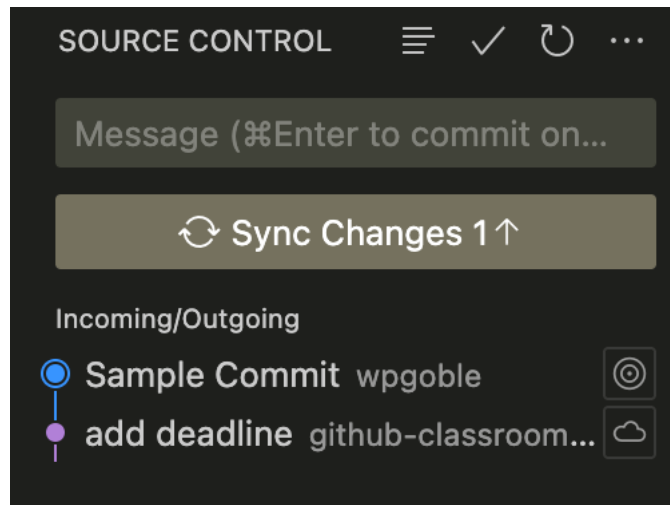 SOURCE CONTROL
Message (⌘Enter to commit on...
Sync Changes 1↑
Incoming/Outgoing
Sample Commit wpgoble
add deadline github-classroom...